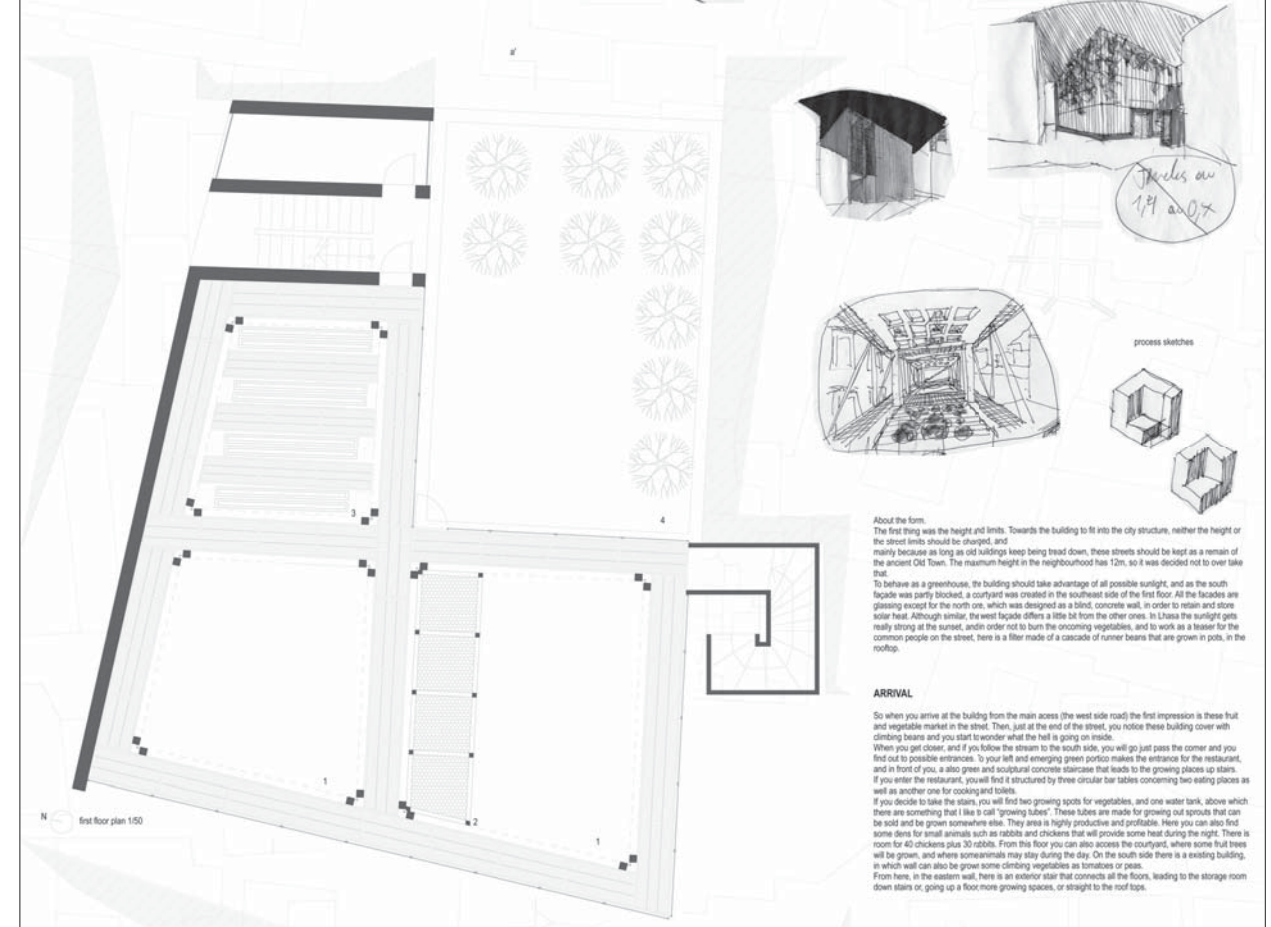 a'
process sketches
3
4
1
2
1
N
first floor plan 1/50
About the form.
The first thing was the height and limits. Towards the building to fit into the city structure, neither the height or
the street limits should be charged, and
mainly because as long as old buildings keep being tread down, these streets should be kept as a remain of
the ancient Old Town. The maxmum height in the neighbourhood has 12m, so it was decided not to over take
that.
To behave as a greenhouse, the building should take advantage of all possible sunlight, and as the south
façade was partly blocked, a courtyard was created in the southeast side of the first floor. All the facades are
glassing except for the north ore, which was designed as a blind, concrete wall, in order to retain and store
solar heat. Although similar, the west façade differs a little bit from the other ones. In Lhasa the sunlight gets
really strong at the sunset, andin order not to bum the oncoming vegetables, and to work as a teaser for the
common people on the street, here is a filter made of a cascade of runner beans that are grown in pots, in the
rooftop.
ARRIVAL
So when you arrive at the buildng from the main acess (the west side road) the first impression is these fruit
and vegetable market in the street. Then, just at the end of the street, you notice these building cover with
climbing beans and you start to wonder what the hell is going on inside.
When you get closer, and if you follow the stream to the south side, you will go just pass the corner and you
find out to possible entrances. To your left and emerging green portico makes the entrance for the restaurant,
and in front of you, a also green and sculptural concrete staircase that leads to the growing places up stairs.
If you enter the restaurant, you will find it structured by three circular bar tables concerning two eating places as
well as another one for cooking and toilets.
If you decide to take the stairs, you will find two growing spots for vegetables, and one water tank, above which
there are something that I like to call "growing tubes". These tubes are made for growing out sprouts that can
be sold and be grown somewhere else. They area is highly productive and profitable. Here you can also find
some dens for small animals such as rabbits and chickens that will provide some heat during the night. There is
room for 40 chickens plus 30 rabbits. From this floor you can also access the courtyard, where some fruit trees
will be grown, and where someanimals may stay during the day. On the south side there is a existing building,
in which wall can also be grown some climbing vegetables as tomatoes or peas.
From here, in the eastern wall, here is an exterior stair that connects all the floors, leading to the storage room
down stairs or, going up a floor, more growing spaces, or straight to the roof tops.